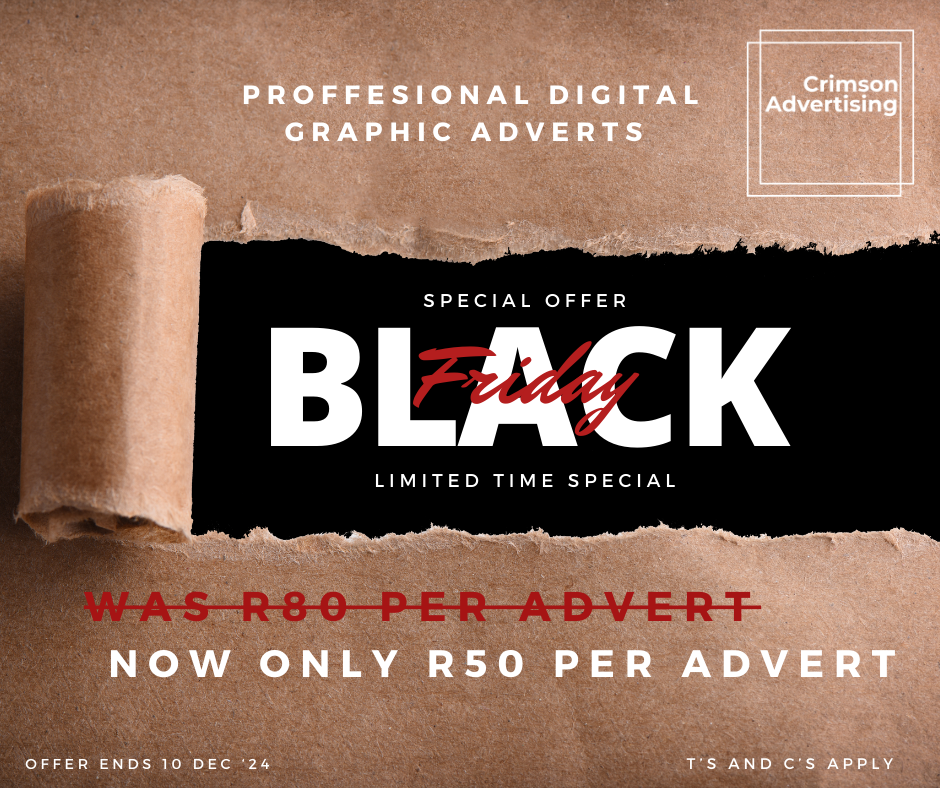 PROFFESIONAL DIGITAL
GRAPHIC ADVERTS
Crimson
Advertising
SPECIAL OFFER
BLACK
Friday
LIMITED TIME SPECIAL
WAS R80 PER ADVERT
NOW ONLY R50 PER ADVERT
OFFER ENDS 10 DEC '24
T'S AND C'S APPLY